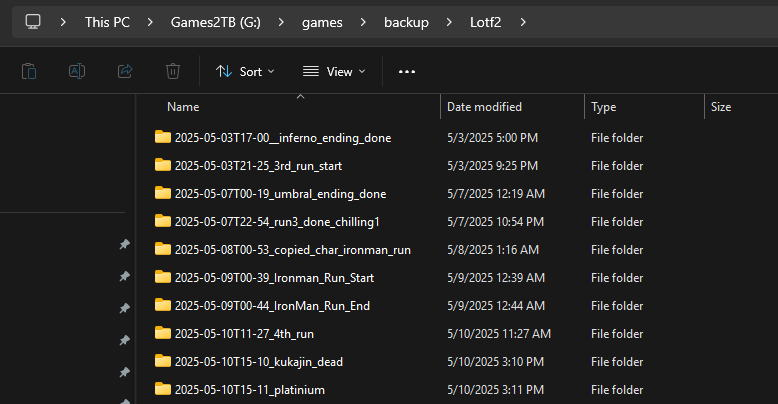 This PC > Games2TB (G:) > games > backup > Lotf2 >
Sort View
Name Date modified Type Size
2025-05-03T17-00__inferno_ending_done 5/3/2025 5:00 PM File folder
2025-05-03T21-25_3rd_run_start 5/3/2025 9:25 PM File folder
2025-05-07T00-19_umbral_ending_done 5/7/2025 12:19 AM File folder
2025-05-07T22-54_run3_done_chilling1 5/7/2025 10:54 PM File folder
2025-05-08T00-53_copied_char_ironman_run 5/8/2025 1:16 AM File folder
2025-05-09T00-39_Ironman_Run_Start 5/9/2025 12:39 AM File folder
2025-05-09T00-44_IronMan_Run_End 5/9/2025 12:44 AM File folder
2025-05-10T11-27_4th_run 5/10/2025 11:27 AM File folder
2025-05-10T15-10_kukajin_dead 5/10/2025 3:10 PM File folder
2025-05-10T15-11_platinium 5/10/2025 3:11 PM File folder